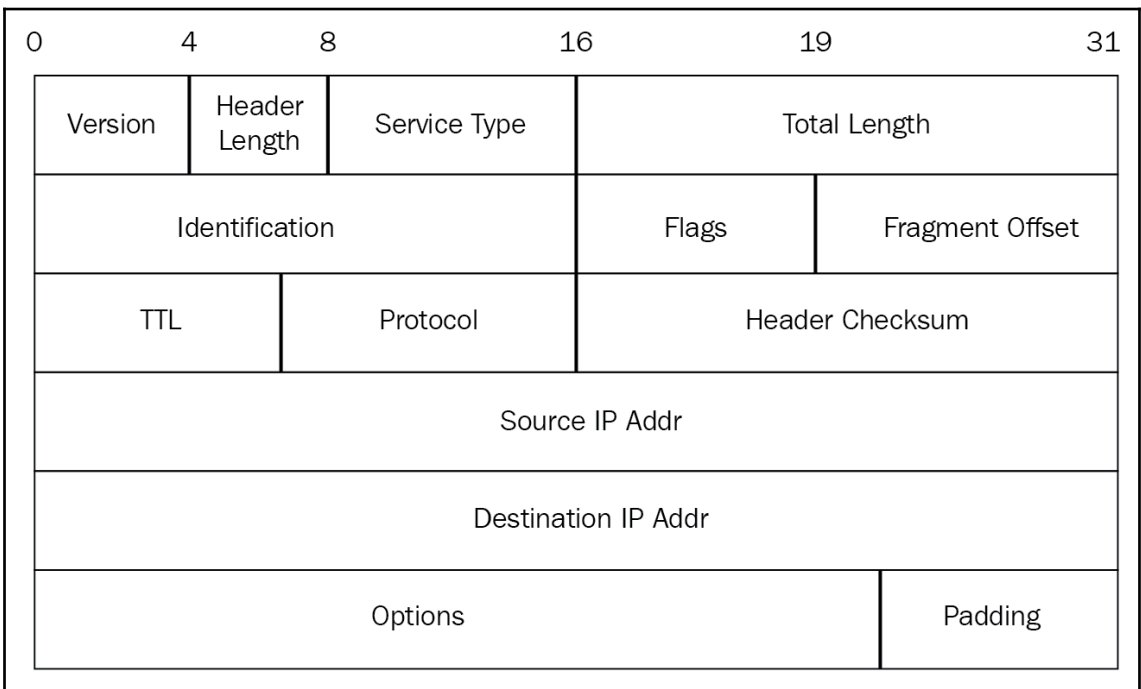 0 4 8 16 19 31
Version Header Length Service Type Total Length
Identification Flags Fragment Offset
TTL Protocol Header Checksum
Source IP Addr
Destination IP Addr
Options Padding